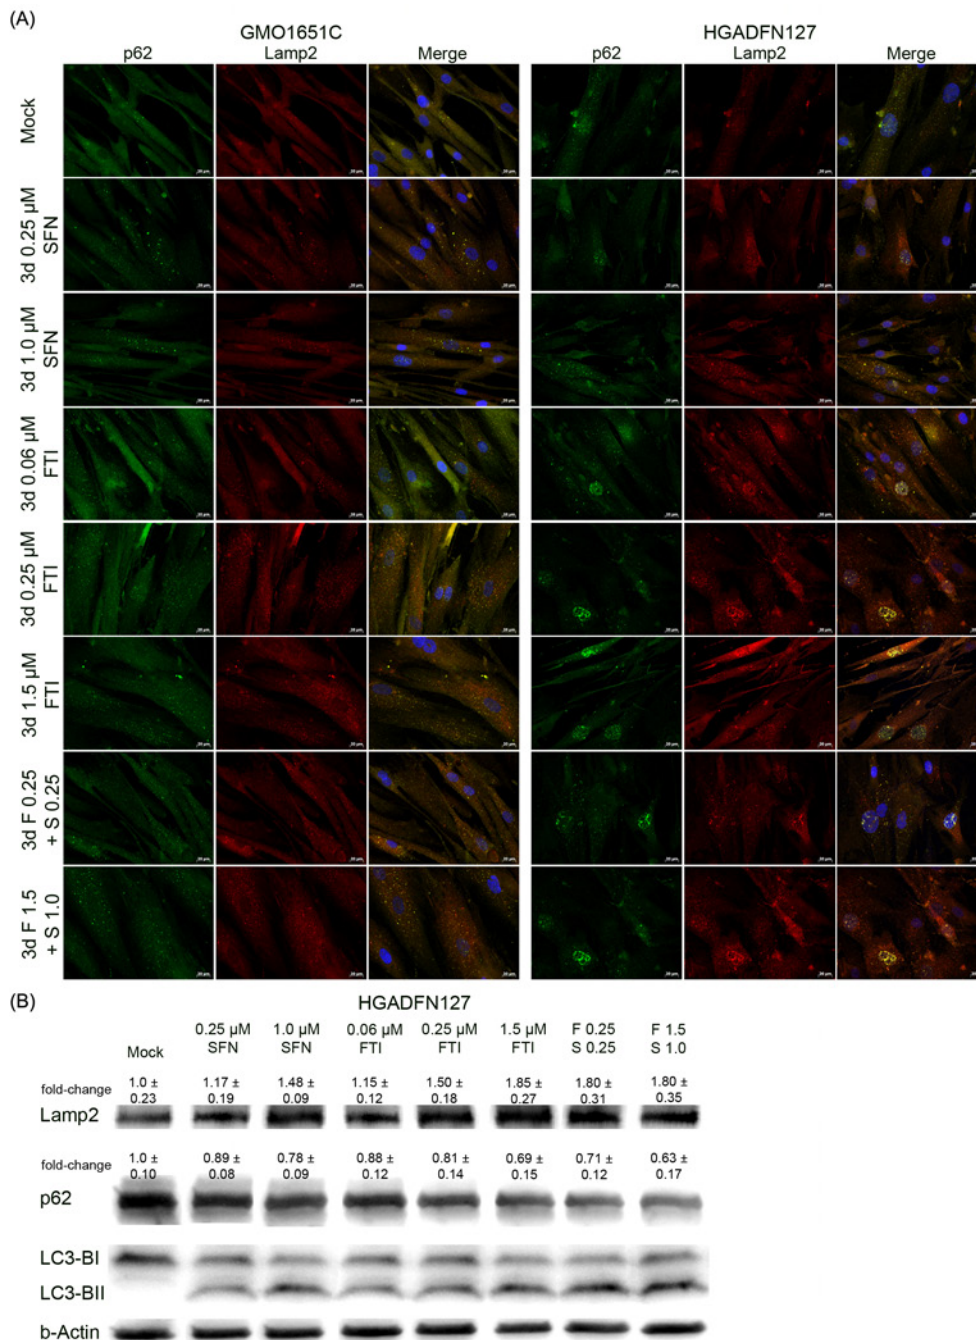 (A)
GMO1651C HGADFN127
p62 Lamp2 Merge p62 Lamp2 Merge
Mock
3d 0.25 µM
SFN
3d 1.0 µM
SFN
3d 0.06 µM
FTI
3d 0.25 µM
FTI
3d 1.5 µM
FTI
3d F 0.25
+ S 0.25
3d F 1.5
+ S 1.0
(B)
HGADFN127
Mock 0.25 µM 1.0 µM 0.06 µM 0.25 µM 1.5 µM F 0.25 F 1.5
SFN SFN FTI FTI FTI S 0.25 S 1.0
fold-change 1.0 ± 1.17 ± 1.48 ± 1.15 ± 1.50 ± 1.85 ± 1.80 ± 1.80 ±
0.23 0.19 0.09 0.12 0.18 0.27 0.31 0.35
Lamp2
fold-change 1.0 ± 0.89 ± 0.78 ± 0.88 ± 0.81 ± 0.69 ± 0.71 ± 0.63 ±
0.10 0.08 0.09 0.12 0.14 0.15 0.12 0.17
p62
LC3-BI
LC3-BII
b-Actin